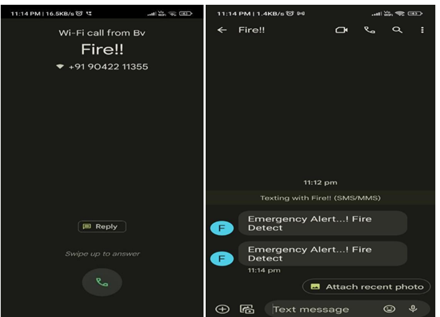 11:14 PM | 16.5KB/s
Wi-Fi call from Bv
Fire!!
+91 90422 11355
Reply
Swipe up to answer
11:14 PM | 1.4KB/s
Fire!!
11:12 pm
Texting with Fire!! (SMS/MMS)
F
Emergency Alert...! Fire
Detect
F
Emergency Alert...! Fire
Detect
11:14 pm
Attach recent photo
Text message